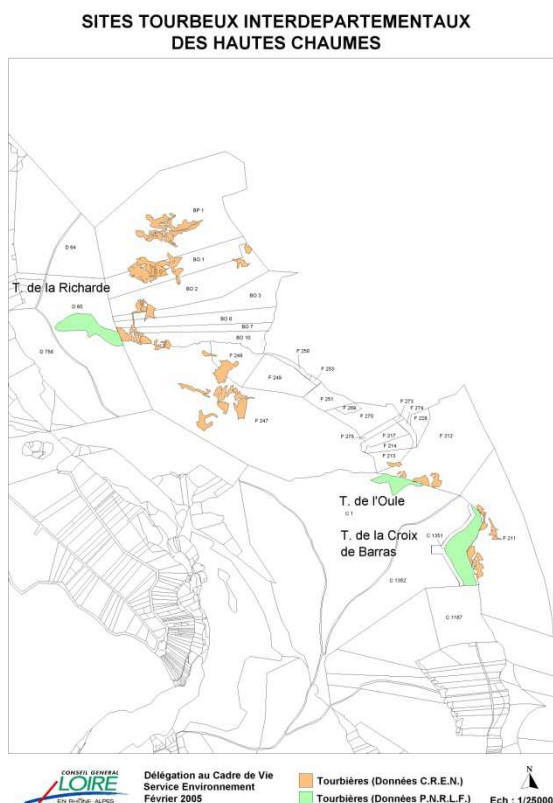 SITES TOURBEUX INTERDEPARTEMENTAUX
DES HAUTES CHAUMES
BP 1
D 64
BO 1
T. de la Richarde
BO 2
BO 3
D 65
BO 6
BO 7
BO 10
D 756
F 248
F 250
F 253
F 249
F 251
F 269
F 273
F 274
F 270
F 228
F 247
F 275
F 217
F 212
F 214
F 213
T. de l'Oule
C 1
T. de la Croix
de Barras
C 1351
F 211
C 1352
C 1187
CONSEIL GENERAL
LOIRE
EN RHÔNE-ALPES
Délégation au Cadre de Vie
Service Environnement
Février 2005
Tourbières (Données C.R.E.N.)
Tourbières (Données P.N.R.L.F.)
N
Ech : 1/25000